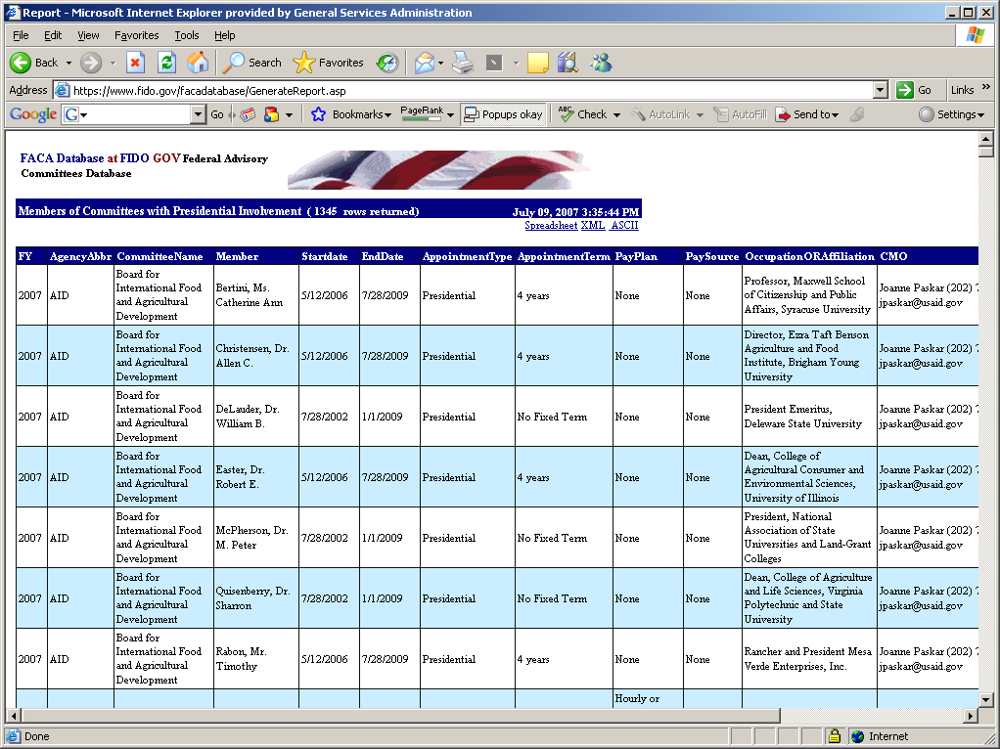 Report - Microsoft Internet Explorer provided by General Services Administration
File Edit View Favorites Tools Help
Back Search Favorites
Address https://www.fido.gov/facadatabase/GenerateReport.asp Go Links »
Google G Go Bookmarks PageRank Popups okay ABC Check AutoLink AutoFill Send to Settings
FACA Database at FIDO GOV Federal Advisory
Committees Database
Members of Committees with Presidential Involvement ( 1345 rows returned) July 09, 2007 3:35:44 PM
Spreadsheet XML ASCII
FY AgencyAbbr CommitteeName Member Startdate EndDate AppointmentType AppointmentTerm PayPlan PaySource OccupationORAffiliation CMO
Board for
International Food
and Agricultural
Development
2007 AID Bertini, Ms.
Catherine Ann
5/12/2006 7/28/2009 Presidential 4 years None None
Professor, Maxwell School
of Citizenship and Public
Affairs, Syracuse University
Joanne Paskar (202) 7
jpaskar@usaid.gov
Board for
International Food
and Agricultural
Development
2007 AID Christensen, Dr.
Allen C.
5/12/2006 7/28/2009 Presidential 4 years None None
Director, Ezra Taft Benson
Agriculture and Food
Institute, Brigham Young
University
Joanne Paskar (202) 7
jpaskar@usaid.gov
Board for
International Food
and Agricultural
Development
2007 AID DeLauder, Dr.
William B.
7/28/2002 1/1/2009 Presidential No Fixed Term None None
President Emeritus,
Deleware State University
Joanne Paskar (202) 7
jpaskar@usaid.gov
Board for
International Food
and Agricultural
Development
2007 AID Easter, Dr.
Robert E.
5/12/2006 7/28/2009 Presidential 4 years None None
Dean, College of
Agricultural Consumer and
Environmental Sciences,
University of Illinois
Joanne Paskar (202) 7
jpaskar@usaid.gov
Board for
International Food
and Agricultural
Development
2007 AID McPherson, Dr.
M. Peter
7/28/2002 1/1/2009 Presidential No Fixed Term None None
President, National
Association of State
Universities and Land-Grant
Colleges
Joanne Paskar (202) 7
jpaskar@usaid.gov
Board for
International Food
and Agricultural
Development
2007 AID Quisenberry, Dr.
Sharron
7/28/2002 1/1/2009 Presidential No Fixed Term None None
Dean, College of Agriculture
and Life Sciences, Virginia
Polytechnic and State
University
Joanne Paskar (202) 7
jpaskar@usaid.gov
Board for
International Food
and Agricultural
Development
2007 AID Rabon, Mr.
Timothy
5/12/2006 7/28/2009 Presidential 4 years None None
Rancher and President Mesa
Verde Enterprises, Inc.
Joanne Paskar (202) 7
jpaskar@usaid.gov
Hourly or
Done Internet